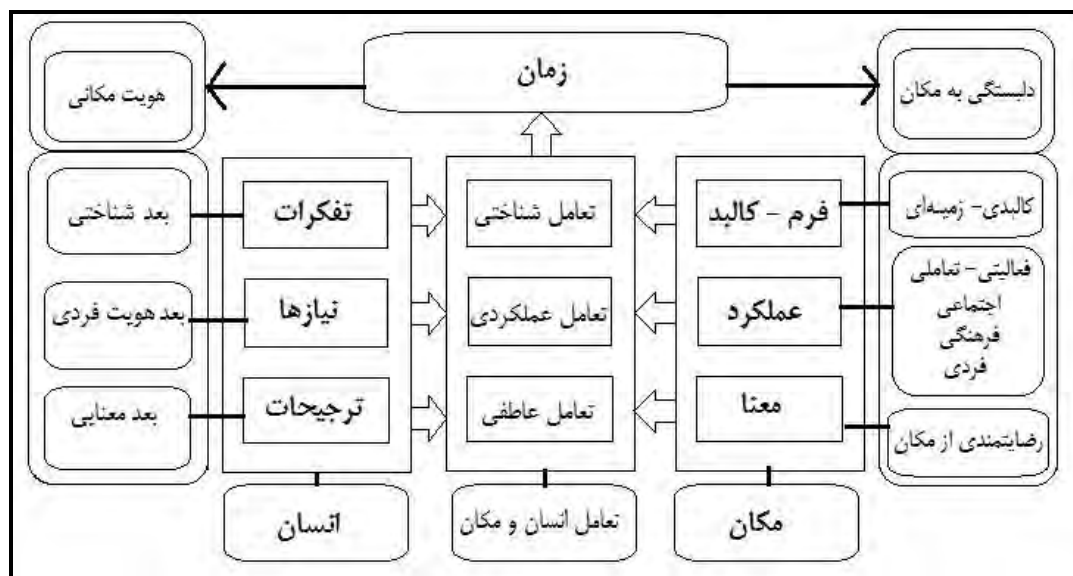 زمان
دلبستگی به مکان
هویت مکانی
کالبدی- زمینه‌ای
فرم - کالبد
تعامل شناختی
تفکرات
بعد شناختی
فعالیتی- تعاملی
اجتماعی
فرهنگی
فردی
عملکرد
تعامل عملکردی
نیازها
بعد هویت فردی
رضایتمندی از مکان
معنا
تعامل عاطفی
ترجیحات
بعد معنایی
مکان
تعامل انسان و مکان
انسان